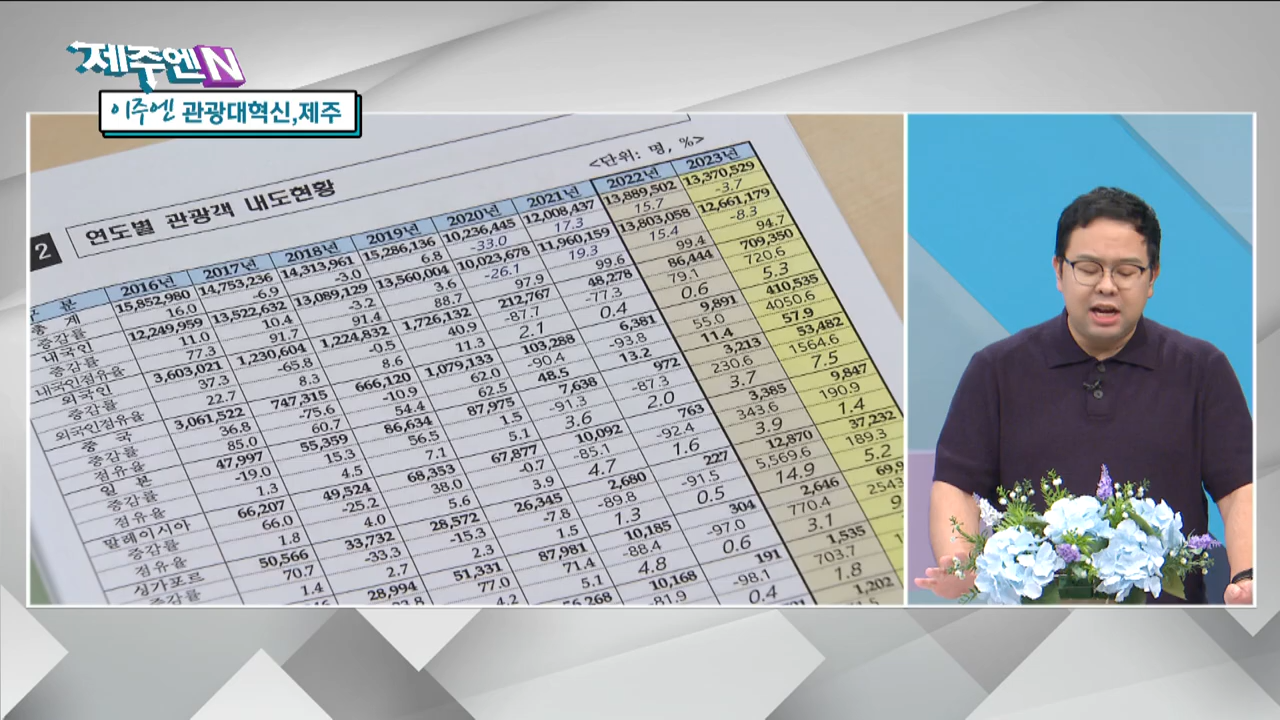 제주엔N
이주엔 관광대혁신,제주
2 연도별 관광객 내도현황
<단위: 명, %>
구 분 2016년 2017년 2018년 2019년 2020년 2021년 2022년 2023년
총 계 15,852,980 14,753,236 14,313,961 15,286,136 10,236,445 12,008,437 13,889,502 13,370,529
증감률 16.0 -6.9 -3.0 6.8 -33.0 17.3 15.7 -3.7
내국인 12,249,959 13,522,632 13,089,129 13,560,004 10,023,678 11,960,159 13,803,058 12,661,179
증감률 11.0 10.4 -3.2 3.6 -26.1 19.3 15.4 -8.3
내국인점유율 77.3 91.7 91.4 88.7 97.9 99.6 99.4 94.7
외국인 3,603,021 1,230,604 1,224,832 1,726,132 212,767 48,278 86,444 709,350
증감률 37.3 -65.8 -0.5 40.9 -87.7 -77.3 79.1 720.6
외국인점유율 22.7 8.3 8.6 11.3 2.1 0.4 0.6 5.3
중 국 3,061,522 747,315 666,120 1,079,133 103,288 6,381 9,891 410,535
증감률 36.8 -75.6 -10.9 62.0 -90.4 -93.8 55.0 4050.6
점유율 85.0 60.7 54.4 62.5 48.5 13.2 11.4 57.9
일 본 47,997 55,359 86,634 87,975 7,638 972 3,213 53,482
증감률 -19.0 15.3 56.5 1.5 -91.3 -87.3 230.6 1564.6
점유율 1.3 4.5 7.1 5.1 3.6 2.0 3.7 7.5
말레이시아 66,207 49,524 68,353 67,877 10,092 763 3,385 9,847
증감률 66.0 -25.2 38.0 -0.7 -85.1 -92.4 343.6 190.9
점유율 1.8 4.0 5.6 3.9 4.7 1.6 3.9 1.4
싱가포르 50,566 33,732 28,572 26,345 2,680 227 12,870 37,232
증감률 70.7 -33.3 -15.3 -7.8 -89.8 -91.5 5,569.6 189.3
1.4 2.7 2.3 1.5 1.3 0.5 14.9 5.2
28,994 51,331 87,981 10,185 304 2,646 69,9
77.0 71.4 -88.4 -97.0 770.4 2543
4.2 5.1 4.8 0.6 3.1 9
10,168 191 1,535
-81.9 -98.1 703.7
0.4 1.8
1,202